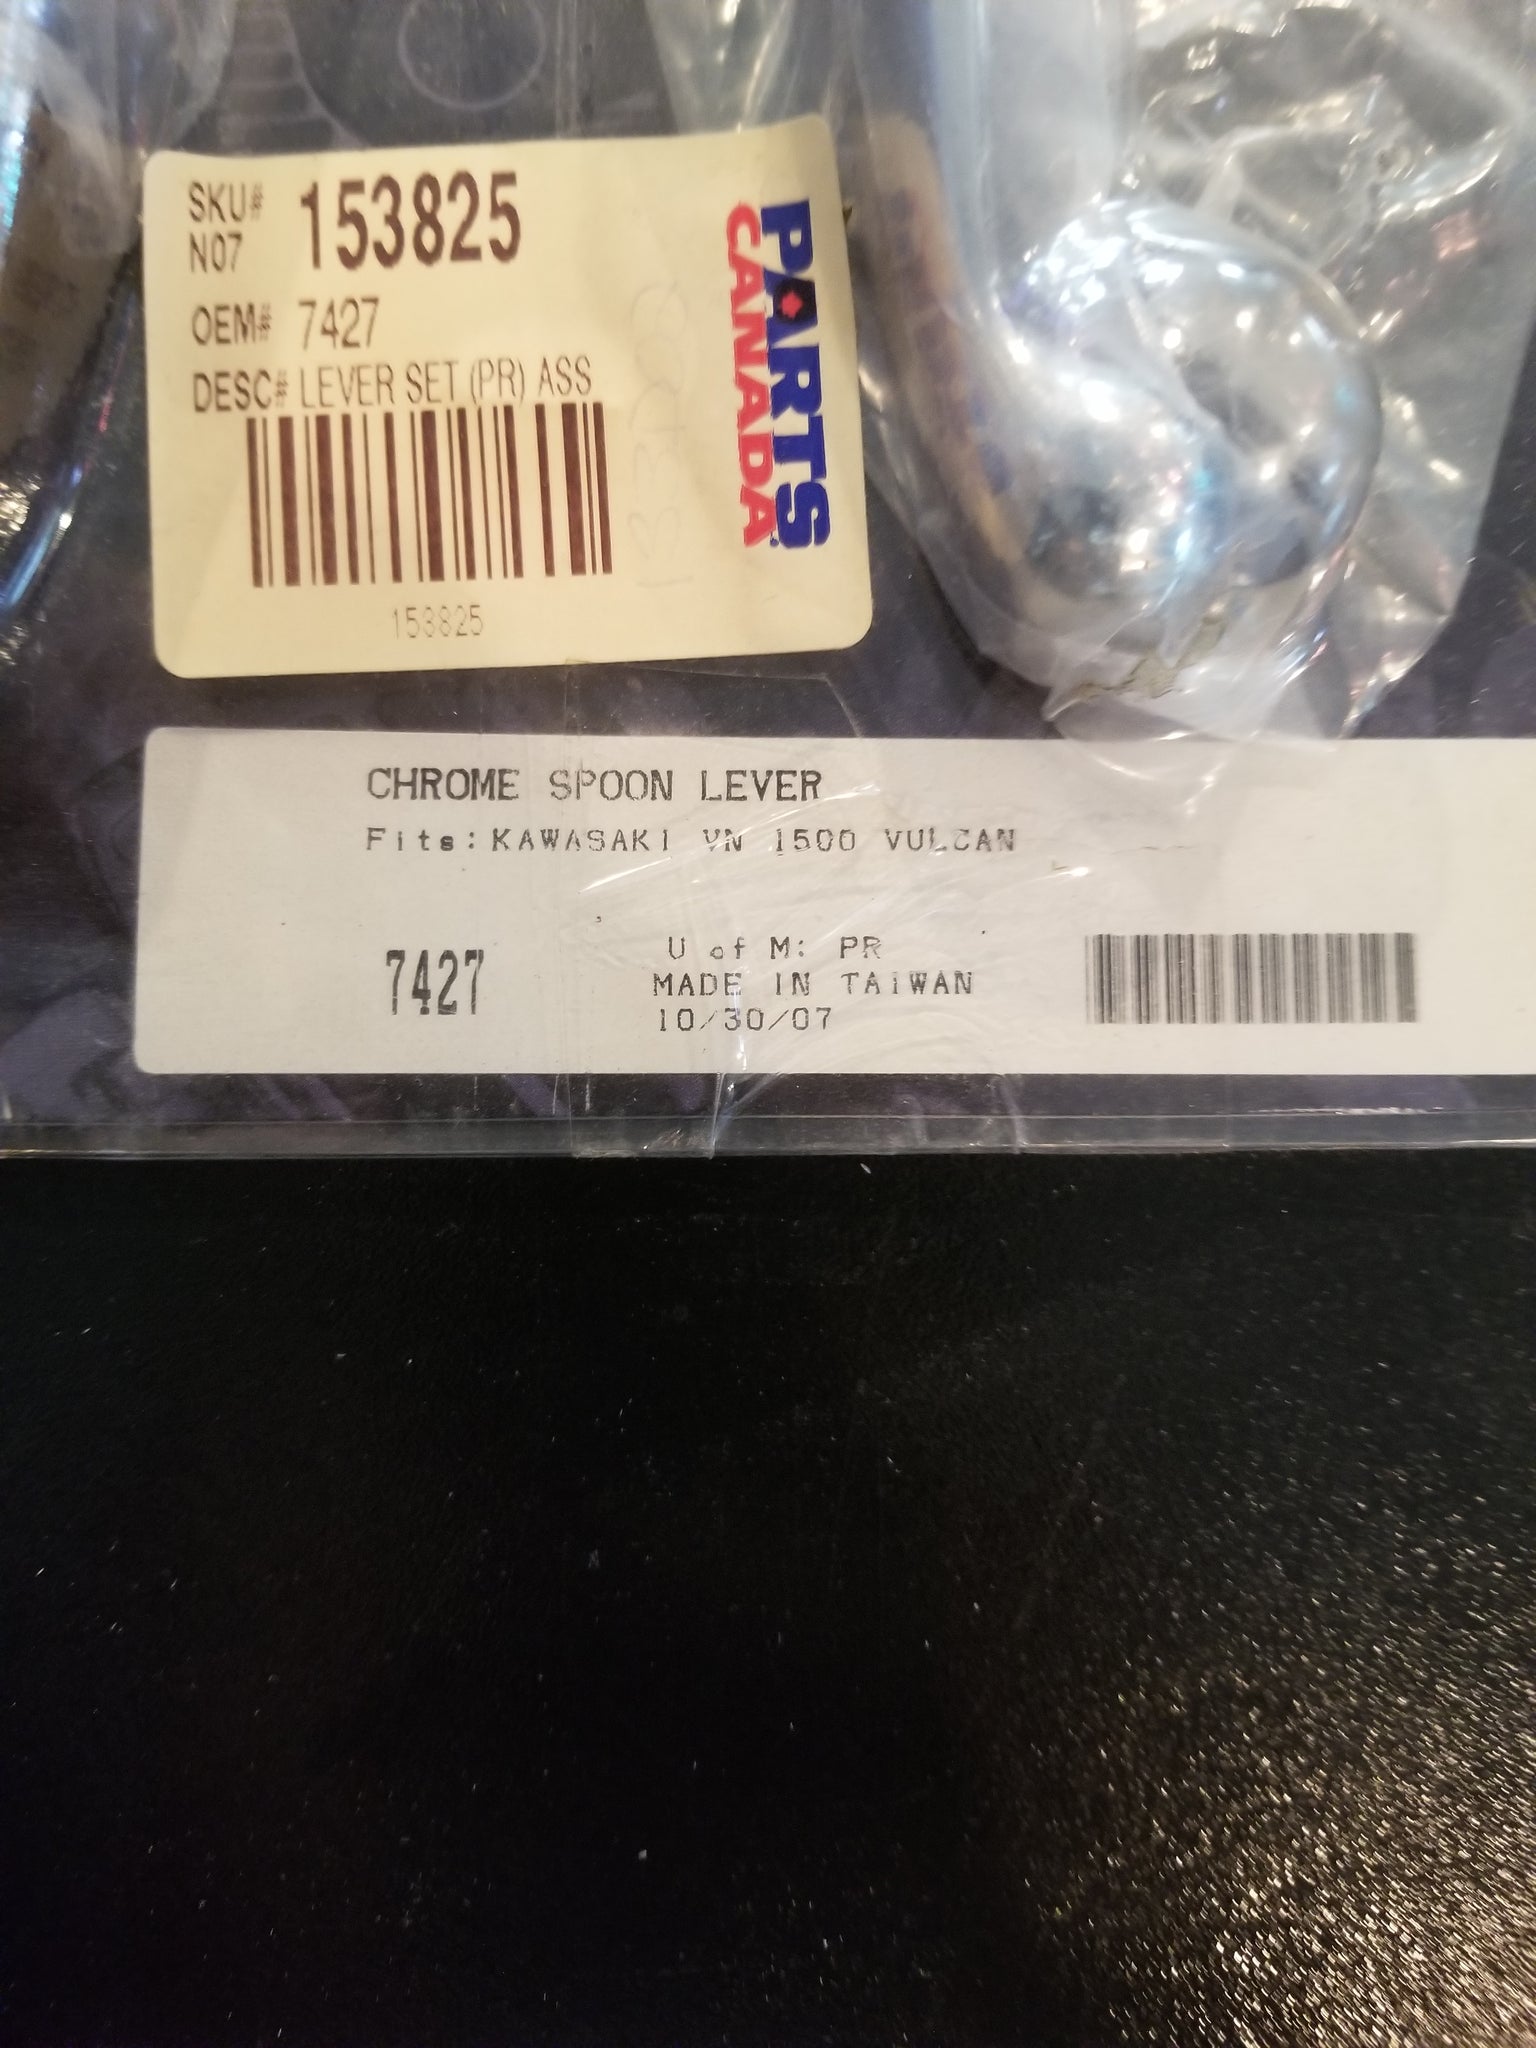 SKU# 153825
N07
OEM# 7427
DESC# LEVER SET (PR) ASS
153825
PARTS
CANADA
CHROME SPOON LEVER
Fits: KAWASAKI VN 1500 VULCAN
7427
U of M: PR
MADE IN TAIWAN
10/30/07